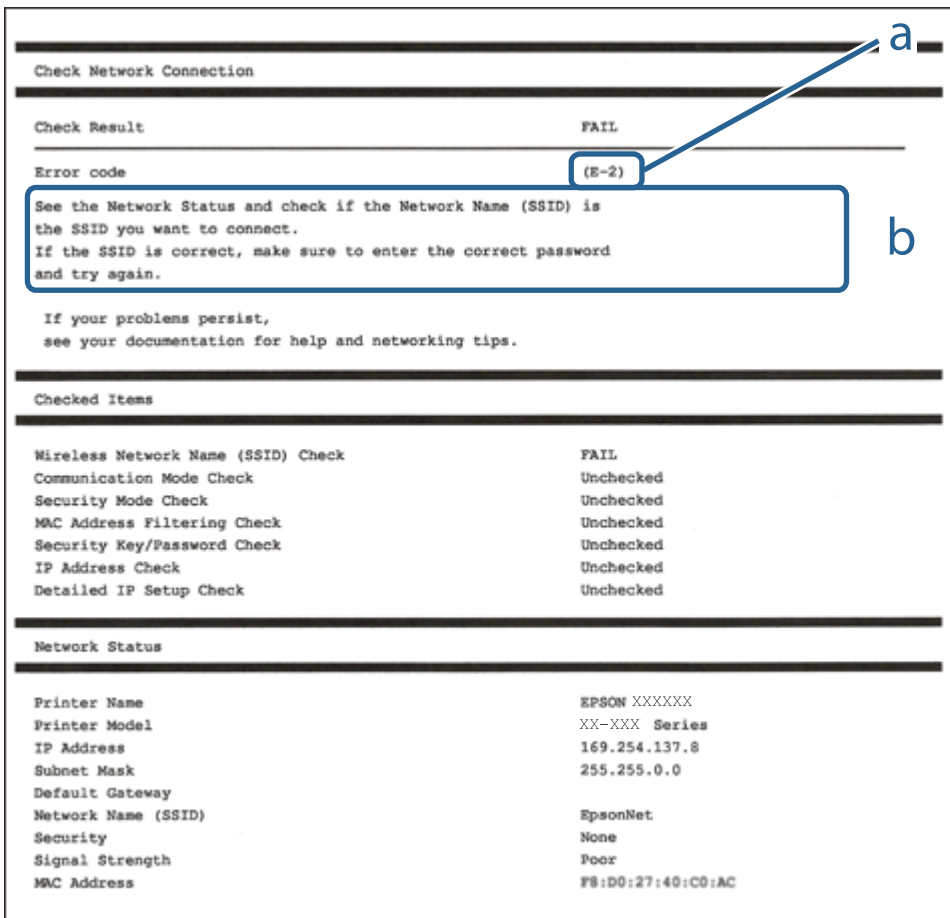 a
Check Network Connection
Check Result FAIL
Error code (E-2)
See the Network Status and check if the Network Name (SSID) is
the SSID you want to connect.
If the SSID is correct, make sure to enter the correct password
and try again.
b
If your problems persist,
see your documentation for help and networking tips.
Checked Items
Wireless Network Name (SSID) Check FAIL
Communication Mode Check Unchecked
Security Mode Check Unchecked
MAC Address Filtering Check Unchecked
Security Key/Password Check Unchecked
IP Address Check Unchecked
Detailed IP Setup Check Unchecked
Network Status
Printer Name EPSON XXXXXX
Printer Model XX-XXX Series
IP Address 169.254.137.8
Subnet Mask 255.255.0.0
Default Gateway
Network Name (SSID) EpsonNet
Security None
Signal Strength Poor
MAC Address F8:D0:27:40:C0:AC